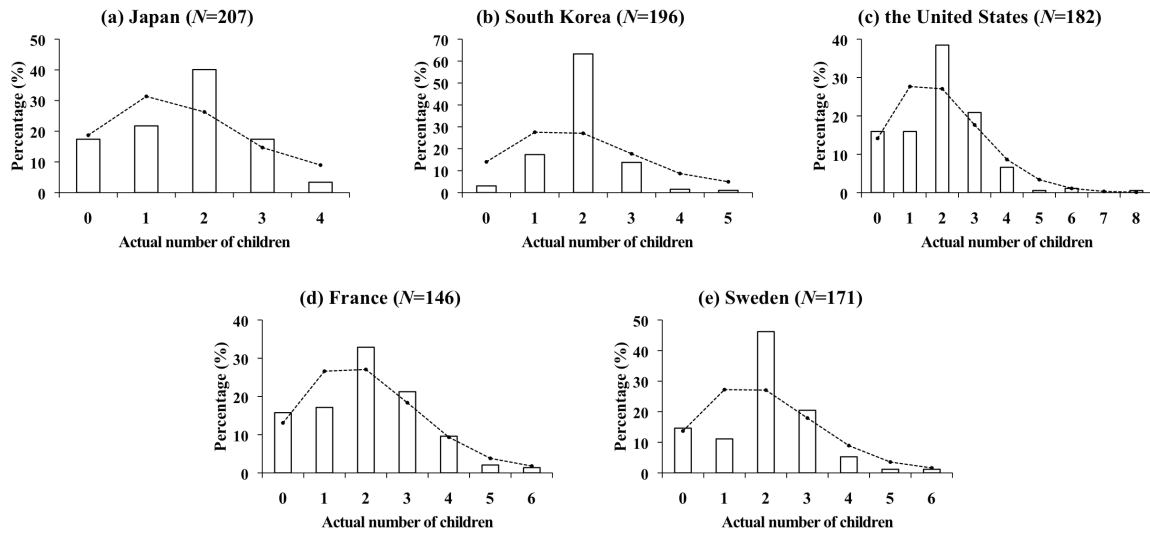 (a) Japan (N=207)
Percentage (%)
50
40
30
20
10
0
0 1 2 3 4
Actual number of children
(b) South Korea (N=196)
Percentage (%)
70
60
50
40
30
20
10
0
0 1 2 3 4 5
Actual number of children
(c) the United States (N=182)
Percentage (%)
40
30
20
10
0
0 1 2 3 4 5 6 7 8
Actual number of children
(d) France (N=146)
Percentage (%)
40
30
20
10
0
0 1 2 3 4 5 6
Actual number of children
(e) Sweden (N=171)
Percentage (%)
50
40
30
20
10
0
0 1 2 3 4 5 6
Actual number of children